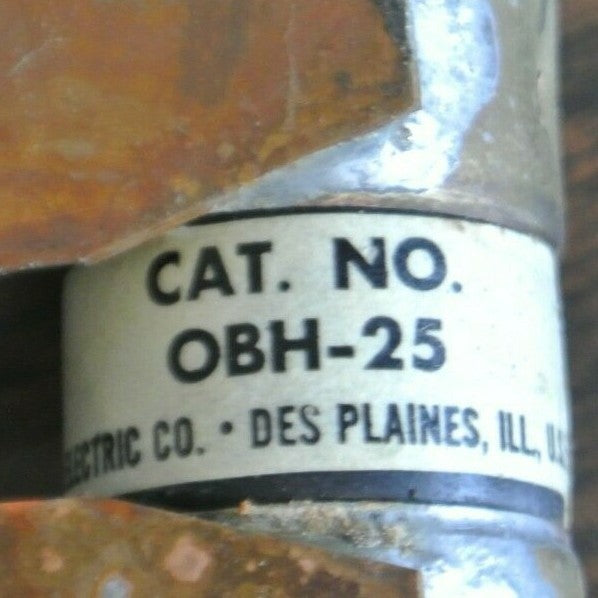 CAT. NO.
OBH-25
ECTRIC CO. • DES PLAINES, ILL, U.S